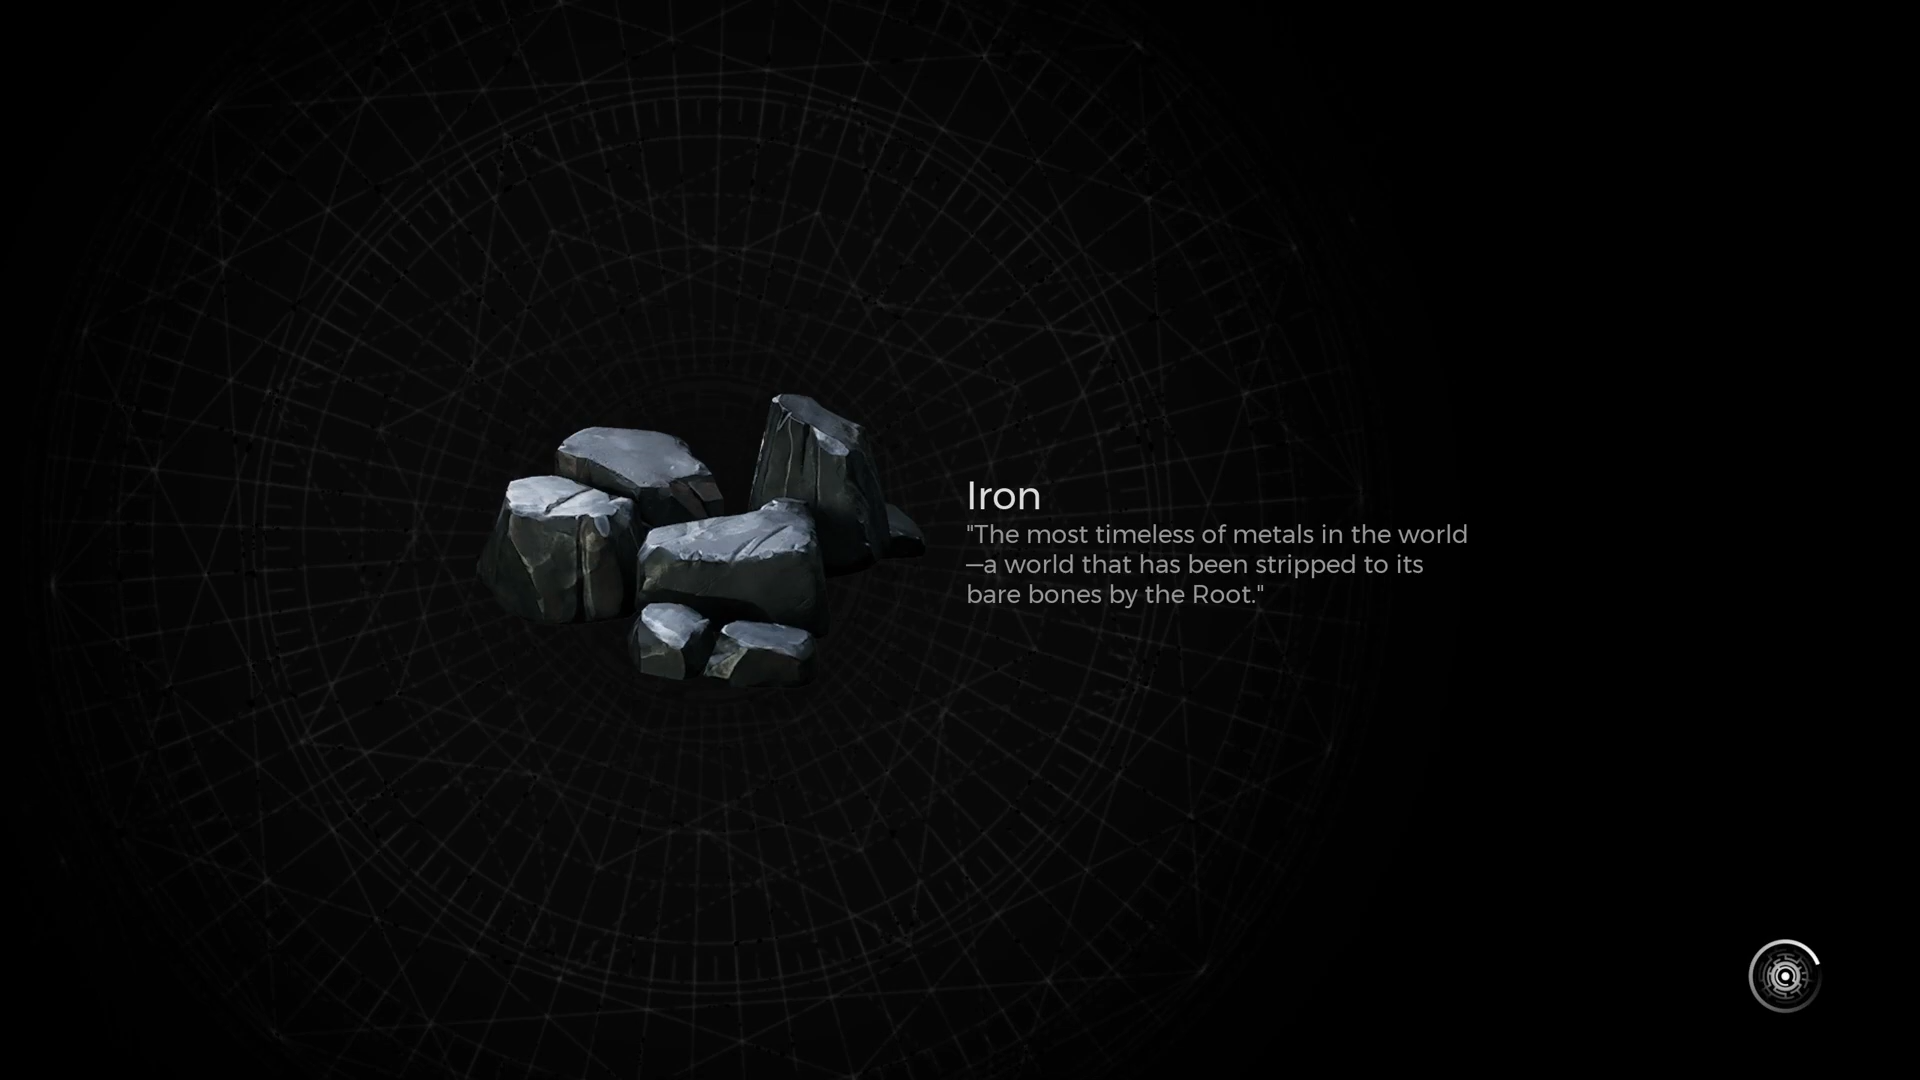 Iron
"The most timeless of metals in the world
—a world that has been stripped to its
bare bones by the Root."